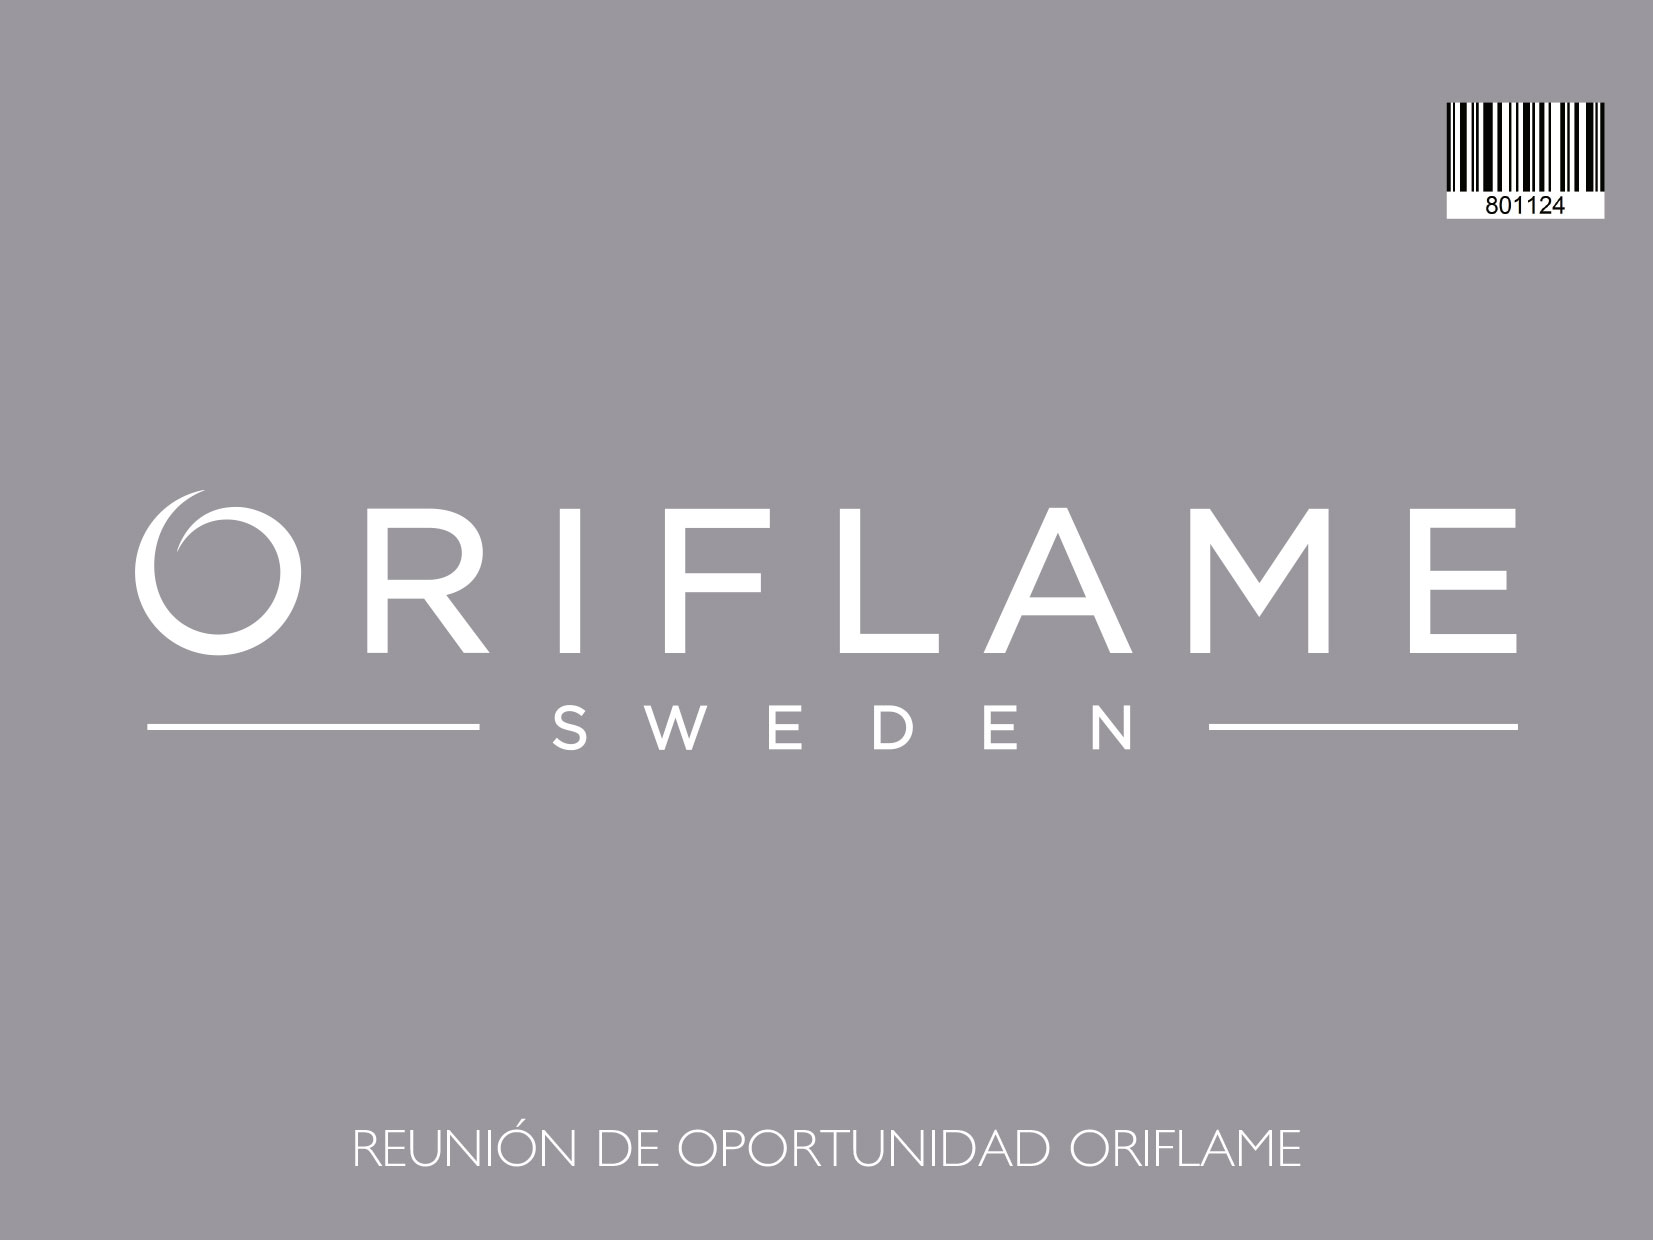 801124
ORIFLAME
SWEDEN
REUNIÓN DE OPORTUNIDAD ORIFLAME